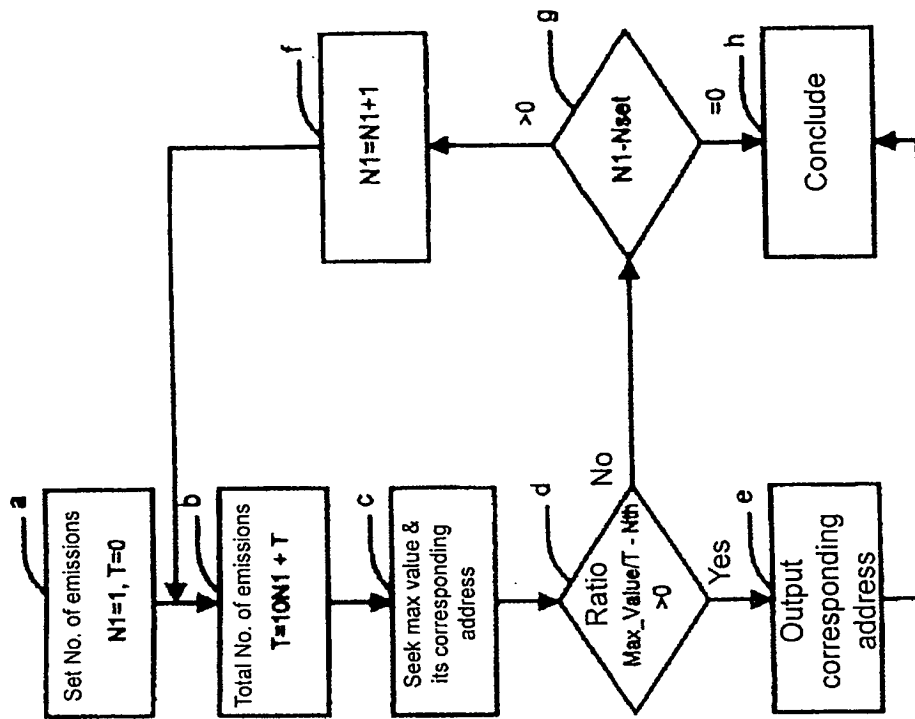 a
Set No. of emissions
N1=1, T=0
b
Total No. of emissions
T=10N1 + T
c
Seek max value &
its corresponding
address
d
Ratio
Max_Value/T - Nth
>0
No
Yes
e
Output
corresponding
address
f
N1=N1+1
>0
g
N1-Nset
=0
h
Conclude